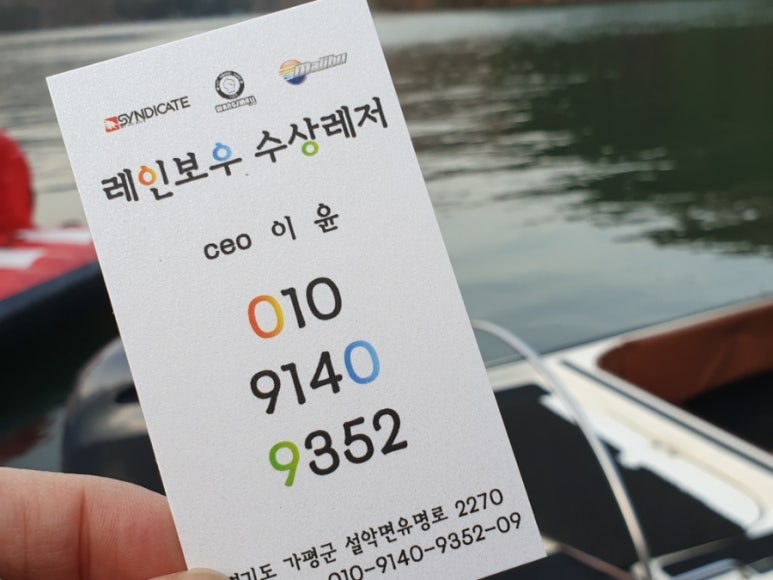 SYNDICATE
Malibu
레인보우 수상레저
ceo 이 윤
010
9140
9352
경기도 가평군 설악면유명로 2270
010-9140-9352-09